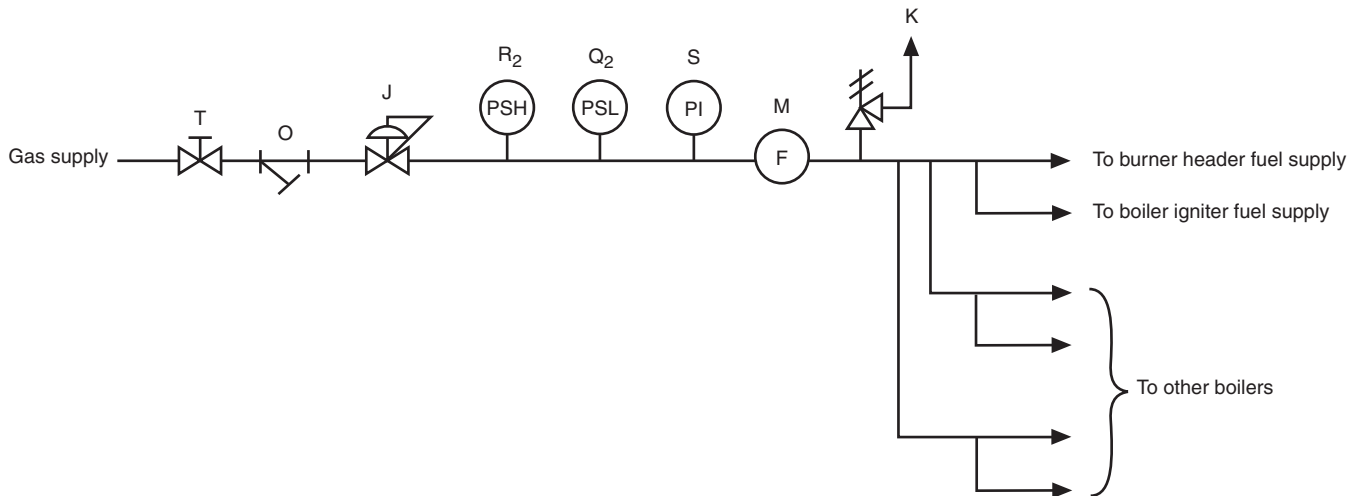 K
R2
Q2
S
J
M
T
O
PSH
PSL
PI
F
Gas supply
To burner header fuel supply
To boiler igniter fuel supply
To other boilers